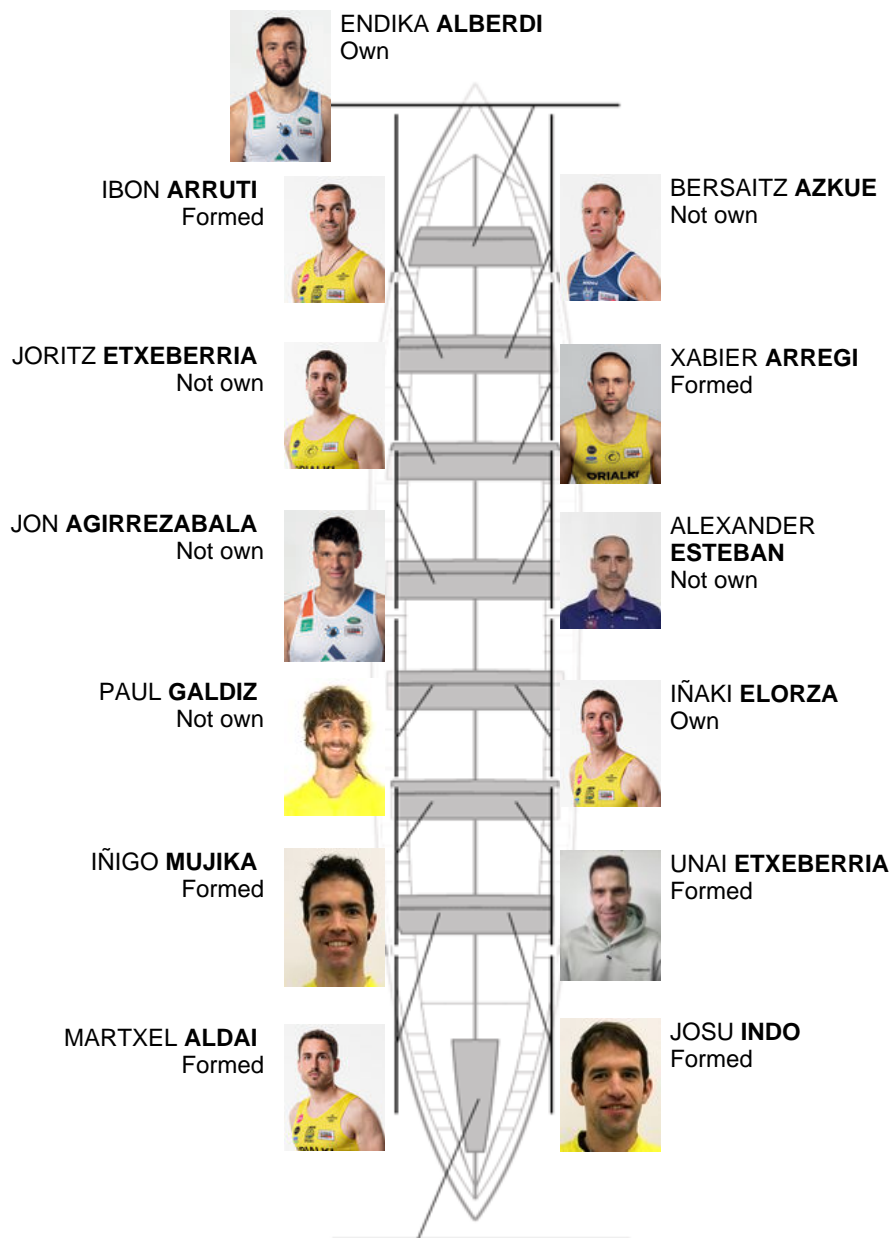 ENDIKA ALBERDI
Own
IBON ARRUTI
Formed
BERSAITZ AZKUE
Not own
JORITZ ETXEBERRIA
Not own
XABIER ARREGI
Formed
ORIALKI
JON AGIRREZABALA
Not own
ALEXANDER
ESTEBAN
Not own
PAUL GALDIZ
Not own
IÑAKI ELORZA
Own
IÑIGO MUJIKA
Formed
UNAI ETXEBERRIA
Formed
MARTXEL ALDAI
Formed
JOSU INDO
Formed